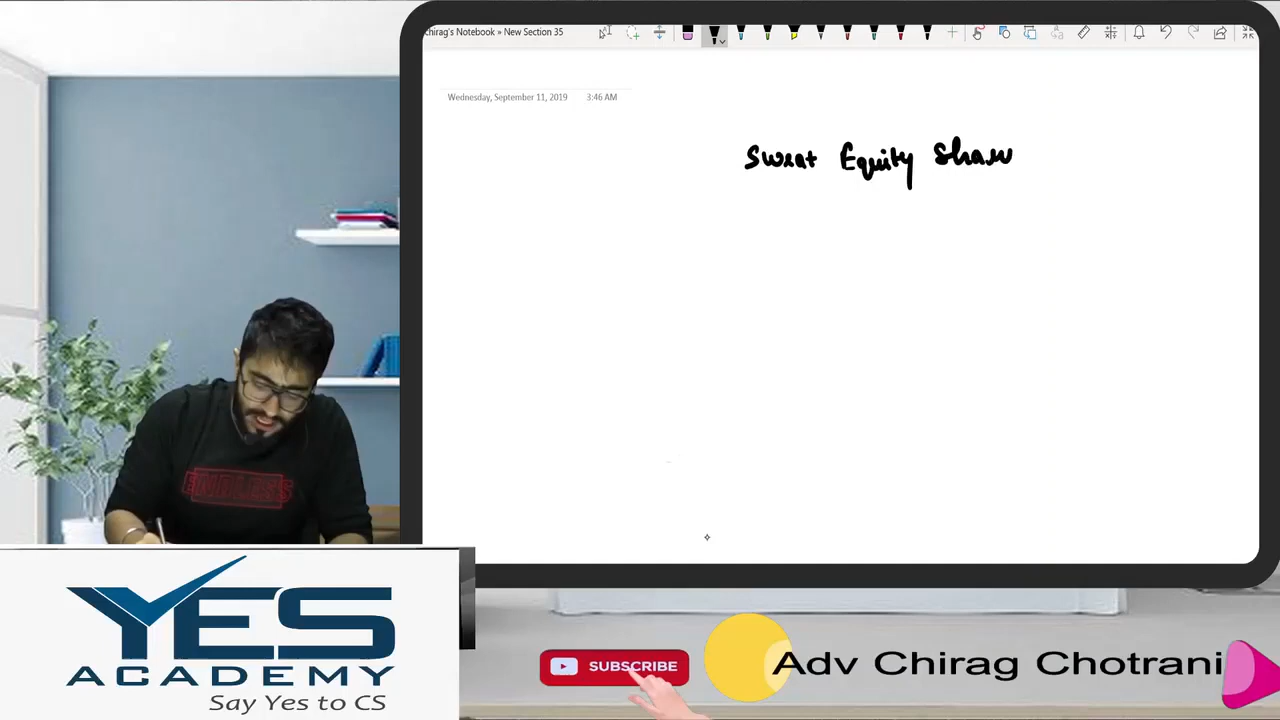 chirag's Notebook » New Section 35
Wednesday, September 11, 2019 3:46 AM
Sweat Equity Share
ENDLESS
YES
ACADEMY
Say Yes to CS
SUBSCRIBE
Adv Chirag Chotrani